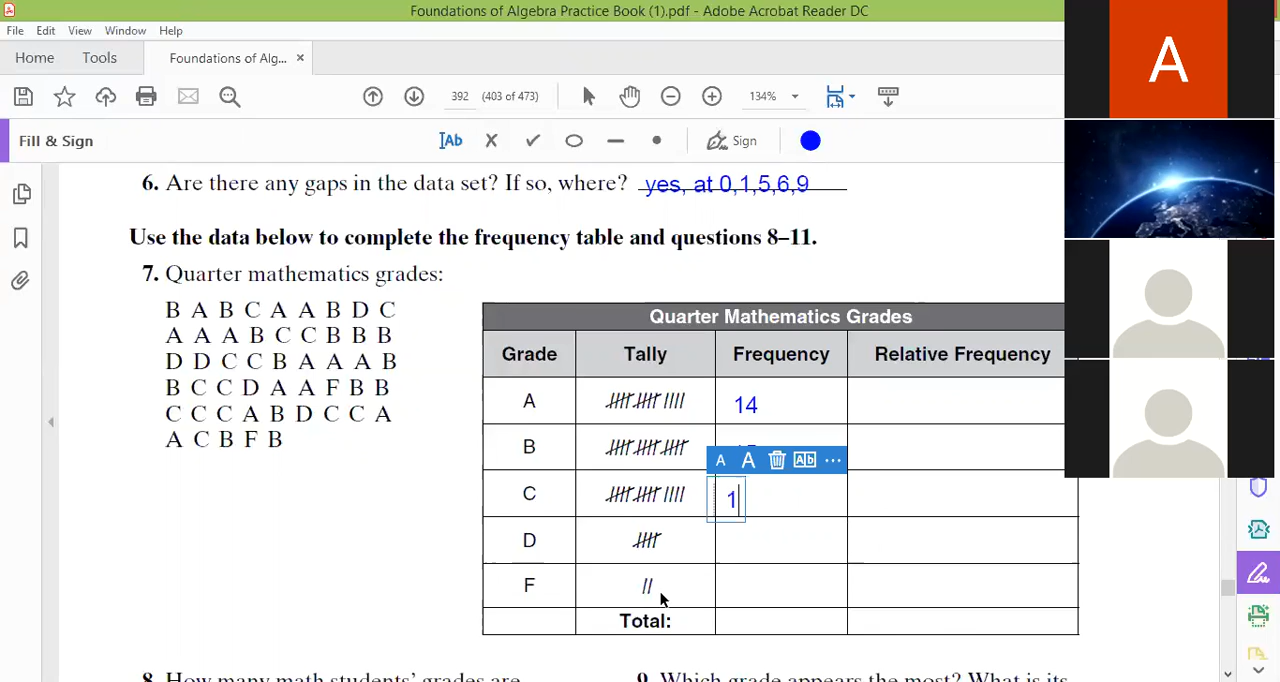 Foundations of Algebra Practice Book (1).pdf - Adobe Acrobat Reader DC
File Edit View Window Help
Home Tools Foundations of Alg... ×
392 (403 of 473) 134%
Fill & Sign Ab Sign
6. Are there any gaps in the data set? If so, where? yes, at 0,1,5,6,9
Use the data below to complete the frequency table and questions 8–11.
7. Quarter mathematics grades:
B A B C A A B D C
A A A B C C B B B
D D C C B A A A B
B C C D A A F B B
C C C A B D C C A
A C B F B
Quarter Mathematics Grades
Grade Tally Frequency Relative Frequency
A 14
B
A A Ab ...
C 1
D
F
Total:
8. How many math students' grades are
9. Which grade appears the most? What is its
A